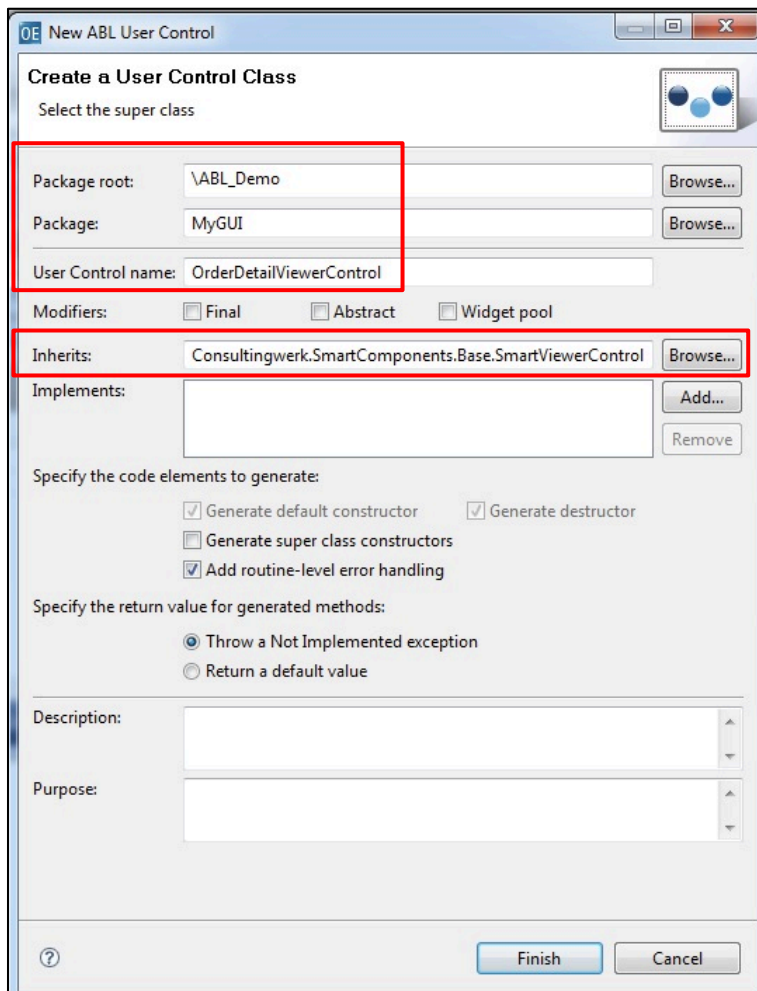 OE New ABL User Control
Create a User Control Class
Select the super class
Package root: \ABL_Demo Browse...
Package: MyGUI Browse...
User Control name: OrderDetailViewerControl
Modifiers: Final Abstract Widget pool
Inherits: Consultingwerk.SmartComponents.Base.SmartViewerControl Browse...
Implements: Add...
Remove
Specify the code elements to generate:
Generate default constructor Generate destructor
Generate super class constructors
Add routine-level error handling
Specify the return value for generated methods:
Throw a Not Implemented exception
Return a default value
Description:
Purpose:
? Finish Cancel